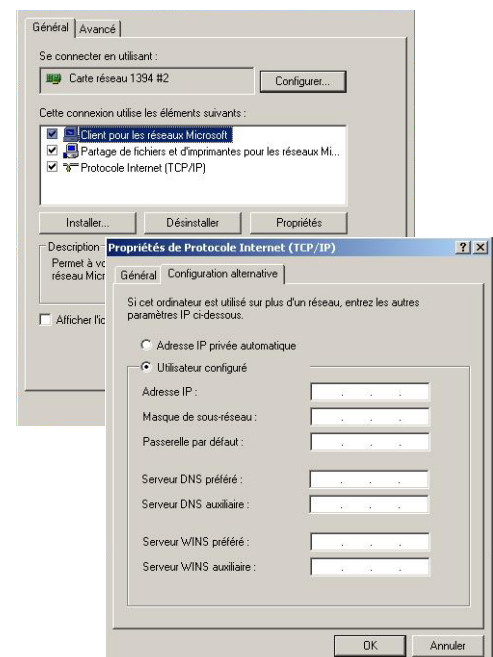 Général Avancé
Se connecter en utilisant :
Carte réseau 1394 #2
Configurer...
Cette connexion utilise les éléments suivants :
Client pour les réseaux Microsoft
Partage de fichiers et d'imprimantes pour les réseaux Mi...
Protocole Internet (TCP/IP)
Installer... Désinstaller Propriétés
Description
Permet à
réseau
Afficher
Propriétés de Protocole Internet (TCP/IP)
Général Configuration alternative
Si cet ordinateur est utilisé sur plus d'un réseau, entrez les autres
paramètres IP ci-dessous.
Adresse IP privée automatique
Utilisateur configuré
Adresse IP :
Masque de sous-réseau :
Passerelle par défaut :
Serveur DNS préféré :
Serveur DNS auxiliaire :
Serveur WINS préféré :
Serveur WINS auxiliaire :
OK Annuler